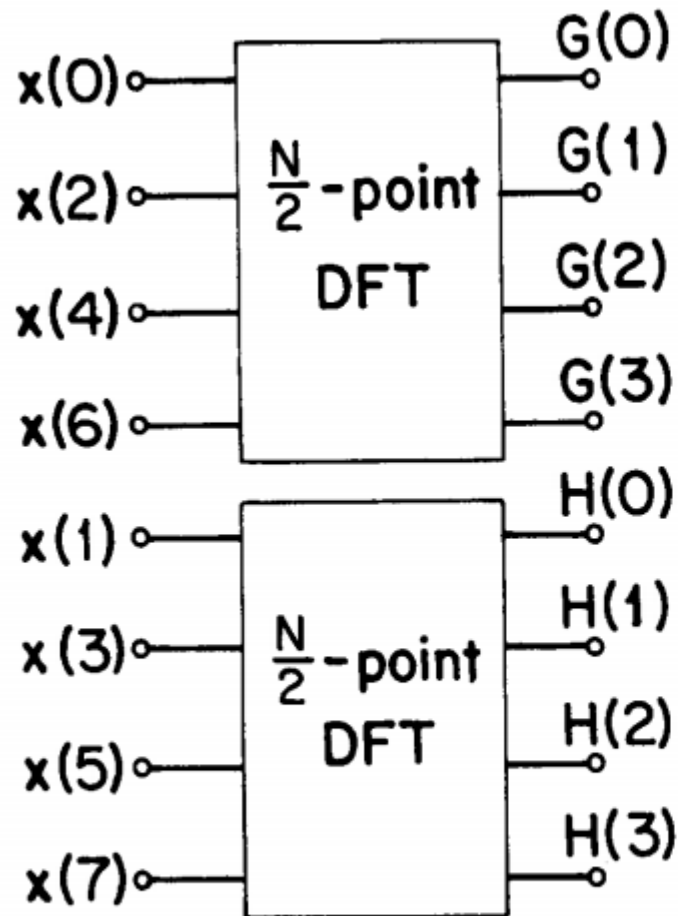 x(0)
x(2)
x(4)
x(6)
N/2 -point
DFT
G(0)
G(1)
G(2)
G(3)
x(1)
x(3)
x(5)
x(7)
N/2 -point
DFT
H(0)
H(1)
H(2)
H(3)